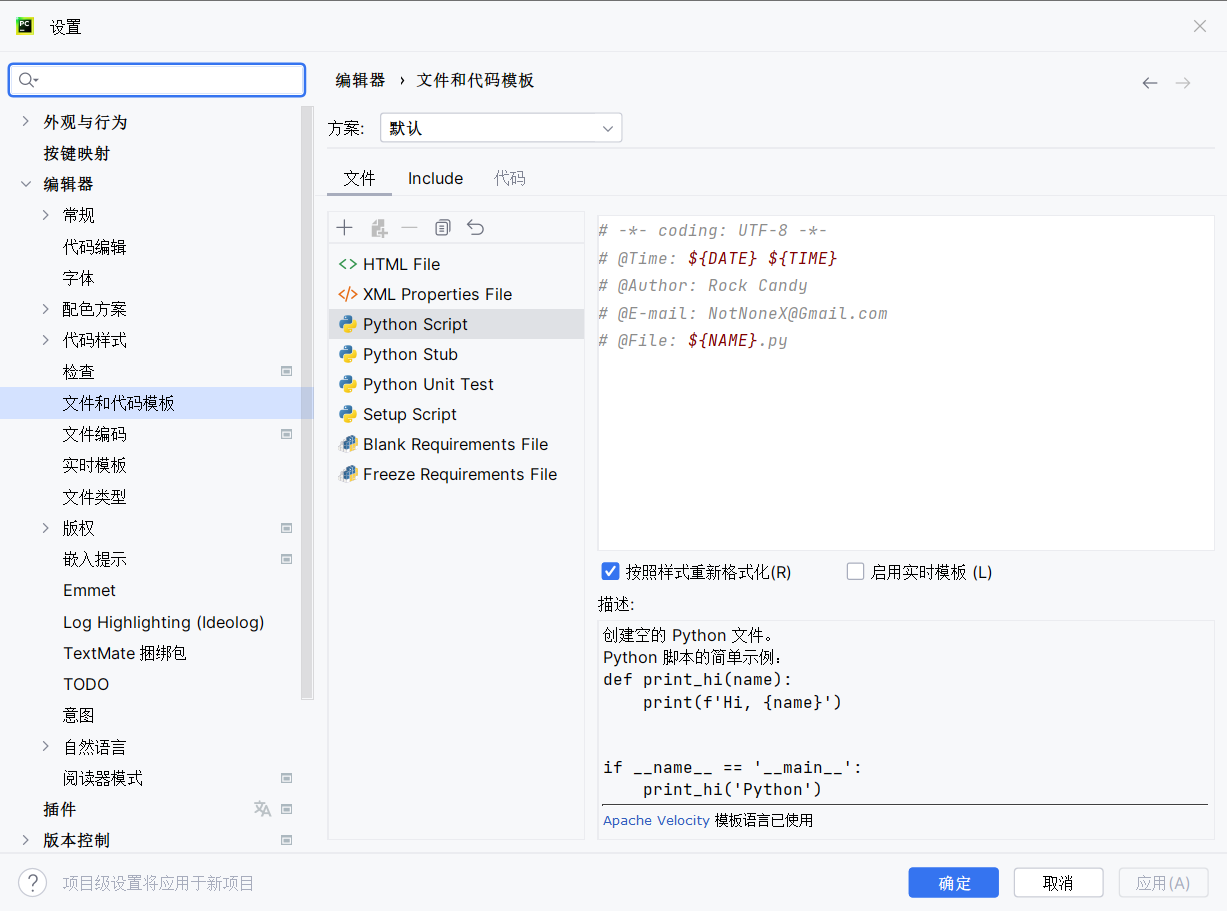 PC
设置
编辑器 › 文件和代码模板
外观与行为
按键映射
编辑器
常规
代码编辑
字体
配色方案
代码样式
检查
文件和代码模板
文件编码
实时模板
文件类型
版权
嵌入提示
Emmet
Log Highlighting (Ideolog)
TextMate 捆绑包
TODO
意图
自然语言
阅读器模式
插件
版本控制
方案: 默认
文件 Include 代码
HTML File
XML Properties File
Python Script
Python Stub
Python Unit Test
Setup Script
Blank Requirements File
Freeze Requirements File
# -*- coding: UTF-8 -*-
# @Time: ${DATE} ${TIME}
# @Author: Rock Candy
# @E-mail: NotNoneX@Gmail.com
# @File: ${NAME}.py
按照样式重新格式化(R) 启用实时模板 (L)
描述:
创建空的 Python 文件。
Python 脚本的简单示例：
def print_hi(name):
    print(f'Hi, {name}')
if __name__ == '__main__':
    print_hi('Python')
Apache Velocity 模板语言已使用
? 项目级设置将应用于新项目
确定 取消 应用(A)